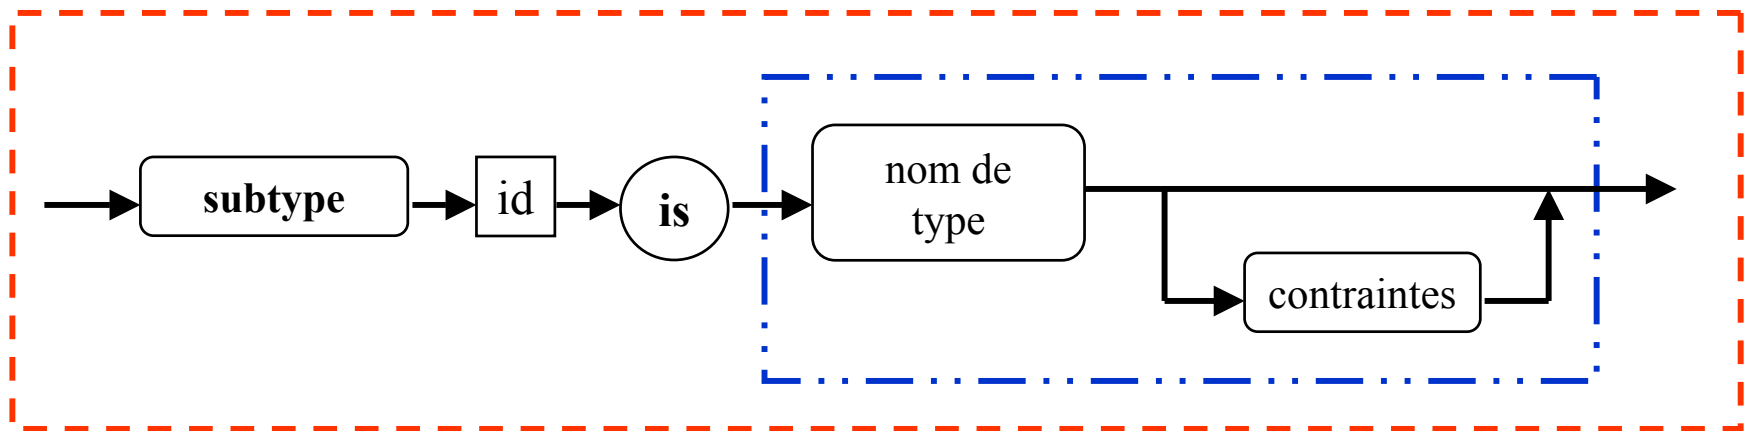 subtype
id
is
nom de
type
contraintes